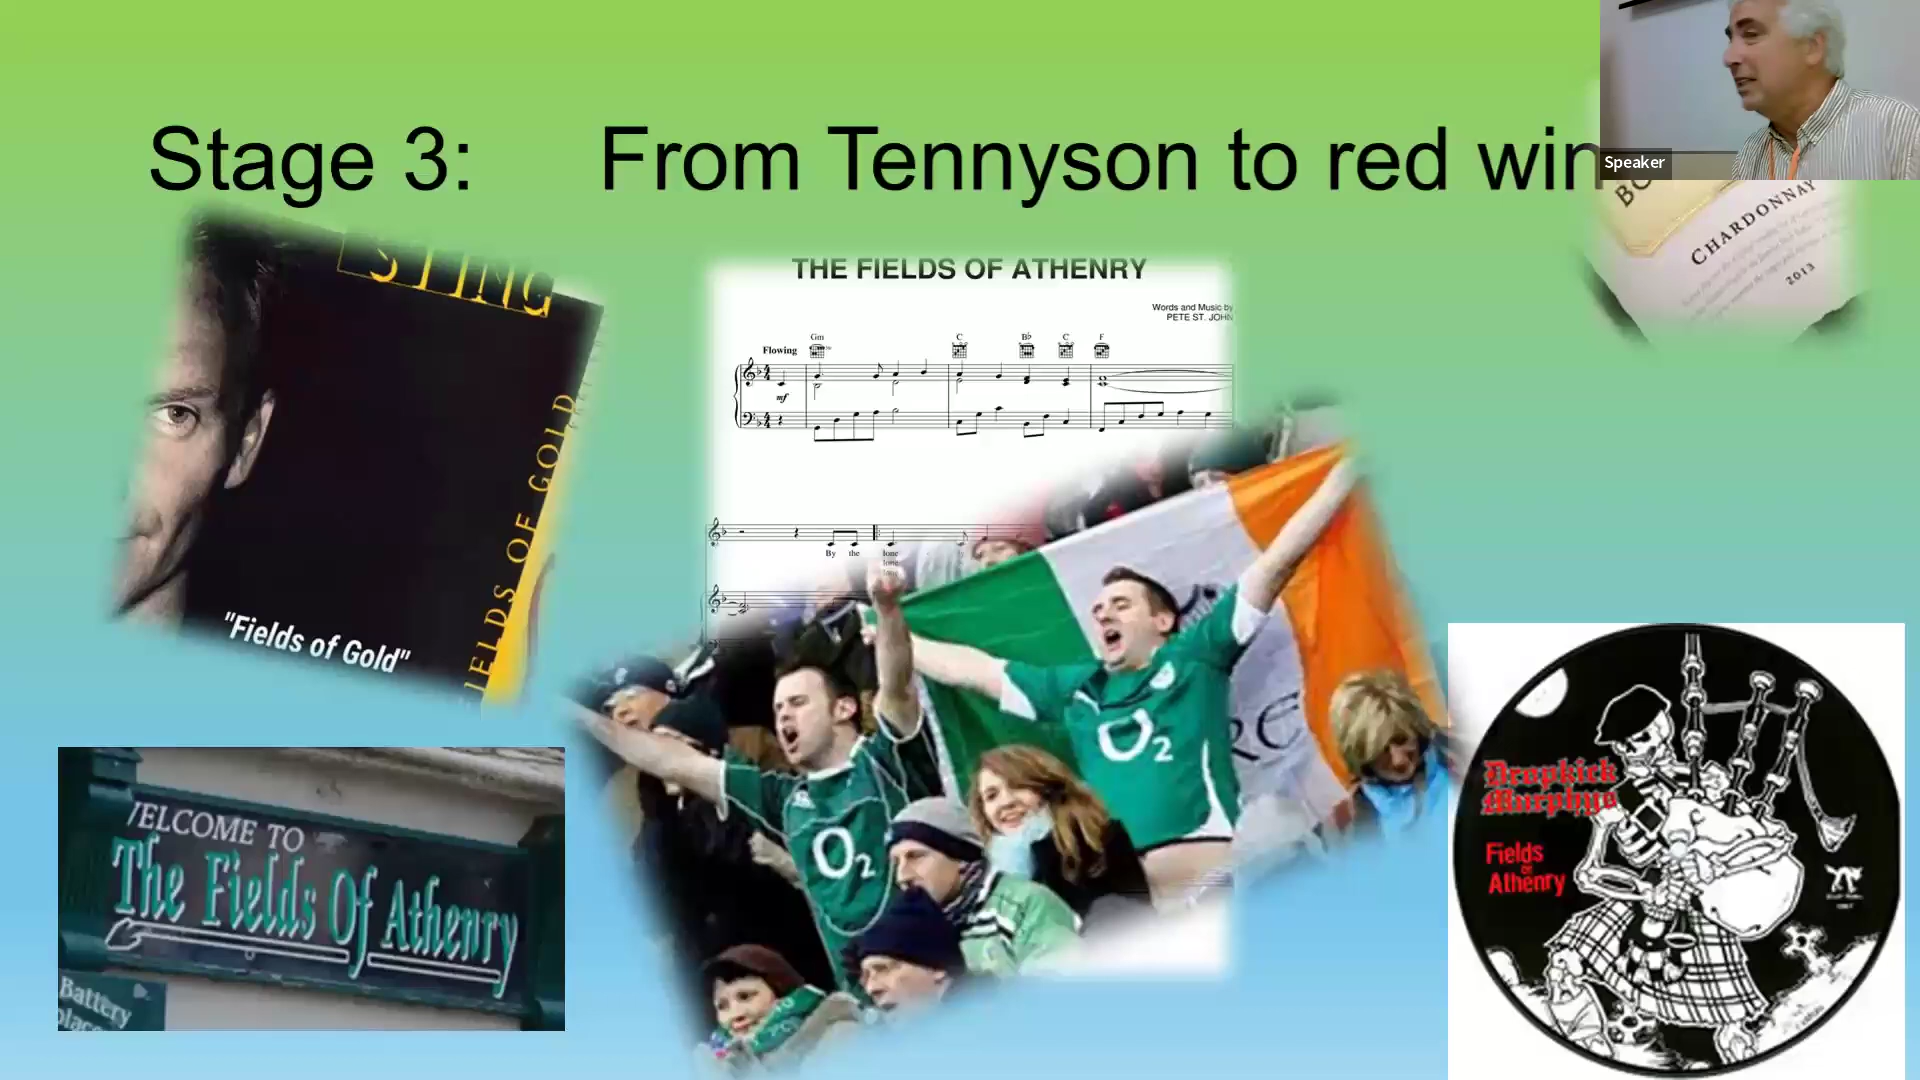 Stage 3: From Tennyson to red win
Speaker
CHARDONNAY
2013
STING
FIELDS OF GOLD
"Fields of Gold"
THE FIELDS OF ATHENRY
Words and Music by
PETE ST. JOHN
Gm C B♭ C F
Flowing
mf
By the lone
lone
WELCOME TO
The Fields Of Athenry
Battery
O2
O2
Dropkick
Murphys
Fields
OF
Athenry